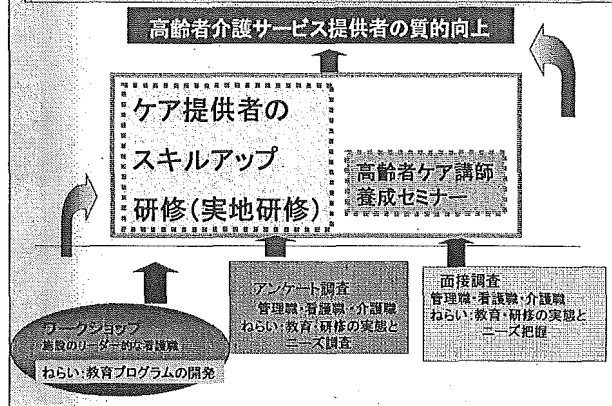 高齢者介護サービス提供者の質的向上
ケア提供者の
スキルアップ
研修(実地研修)
高齢者ケア講師
養成セミナー
ワークショップ
施設のリーダー的な看護職
ねらい:教育プログラムの開発
アンケート調査
管理職・看護職・介護職
ねらい:教育・研修の実態と
ニーズ調査
面接調査
管理職・看護職・介護職
ねらい:教育・研修の実態と
ニーズ把握